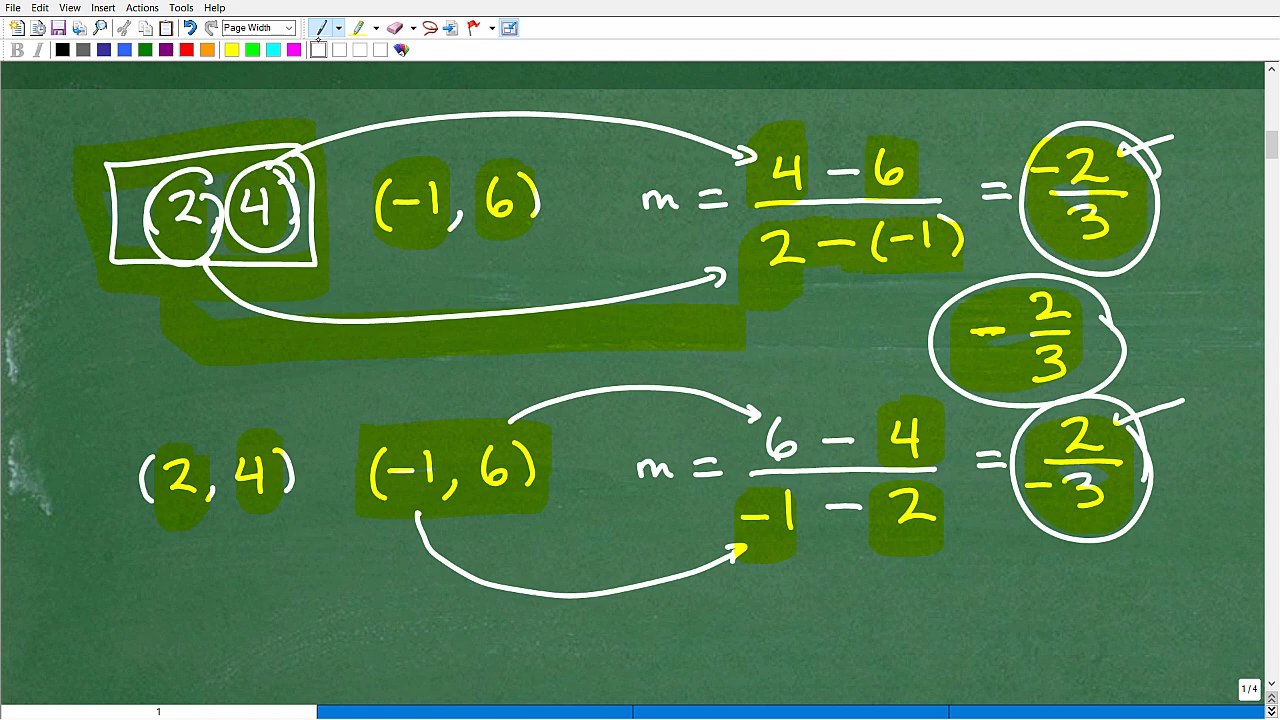 File Edit View Insert Actions Tools Help
Page Width
B I
(2, 4) (-1, 6) m = 4 - 6 / 2 - (-1) = -2 / 3
- 2 / 3
(2, 4) (-1, 6) m = 6 - 4 / -1 - 2 = 2 / -3
1/4
1